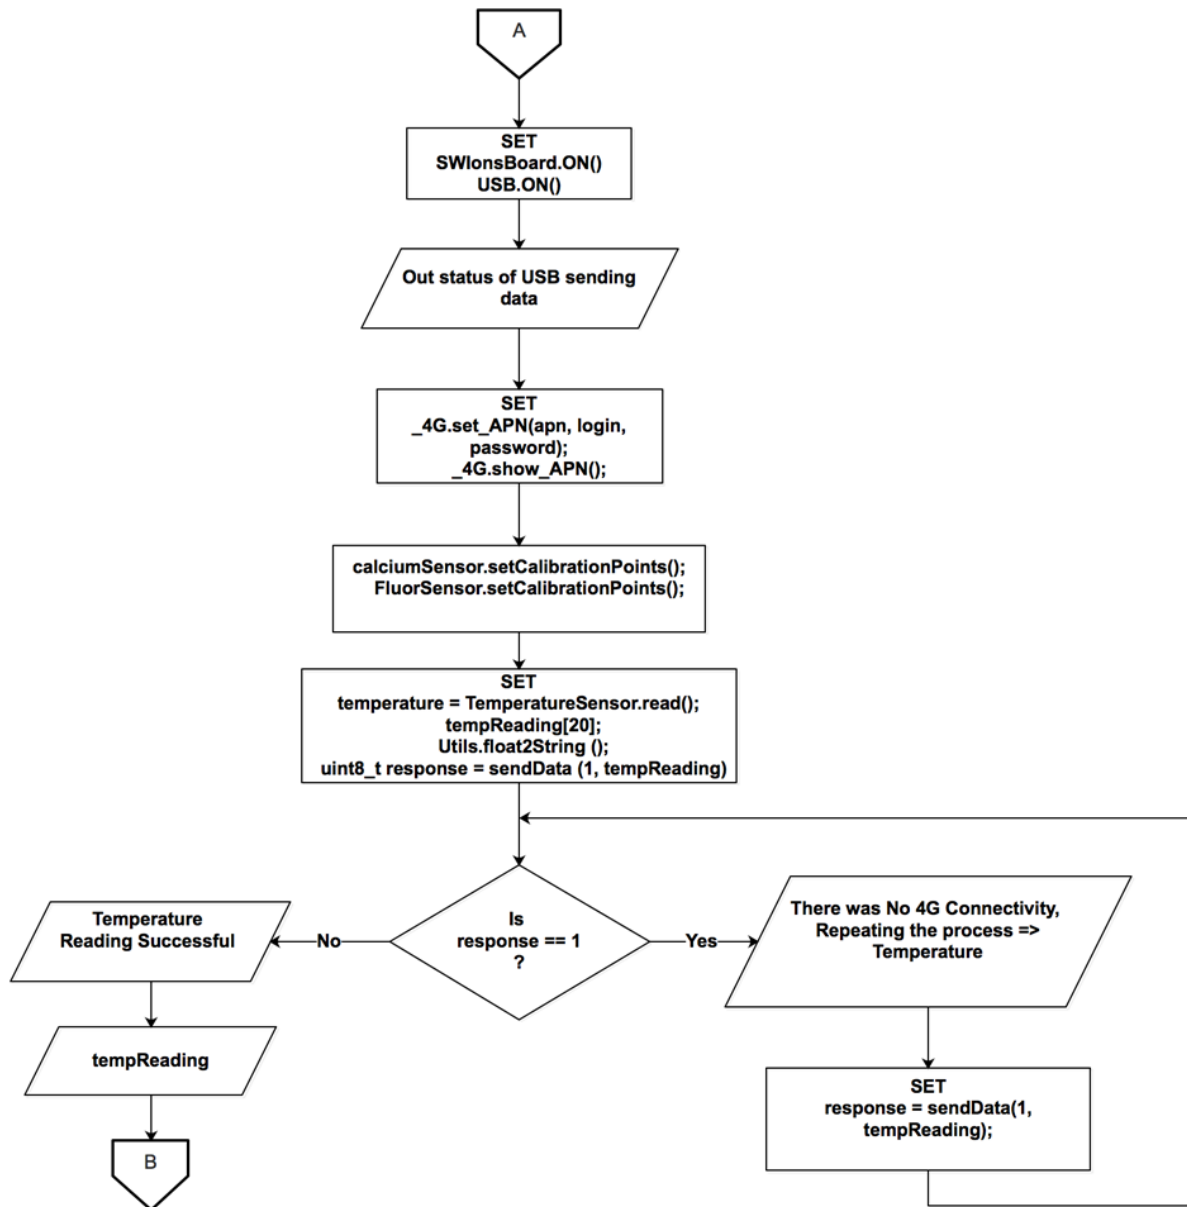 A
SET
SWIonsBoard.ON()
USB.ON()
Out status of USB sending
data
SET
_4G.set_APN(apn, login,
password);
_4G.show_APN();
calciumSensor.setCalibrationPoints();
FluorSensor.setCalibrationPoints();
SET
temperature = TemperatureSensor.read();
tempReading[20];
Utils.float2String ();
uint8_t response = sendData (1, tempReading)
Is
response == 1
?
No
Yes
Temperature
Reading Successful
tempReading
B
There was No 4G Connectivity,
Repeating the process =>
Temperature
SET
response = sendData(1,
tempReading);